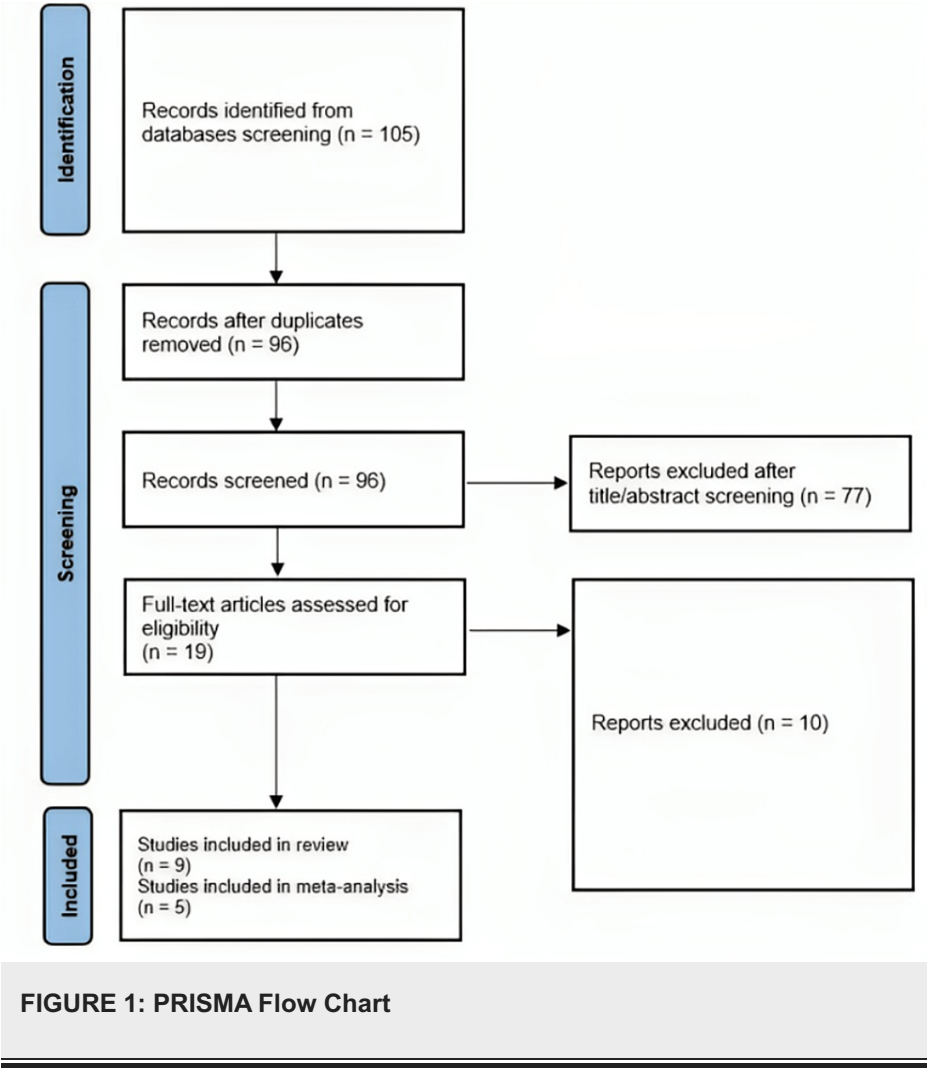 Identification
Records identified from
databases screening (n = 105)
Screening
Records after duplicates
removed (n = 96)
Records screened (n = 96)
Reports excluded after
title/abstract screening (n = 77)
Full-text articles assessed for
eligibility
(n = 19)
Reports excluded (n = 10)
Included
Studies included in review
(n = 9)
Studies included in meta-analysis
(n = 5)
FIGURE 1: PRISMA Flow Chart